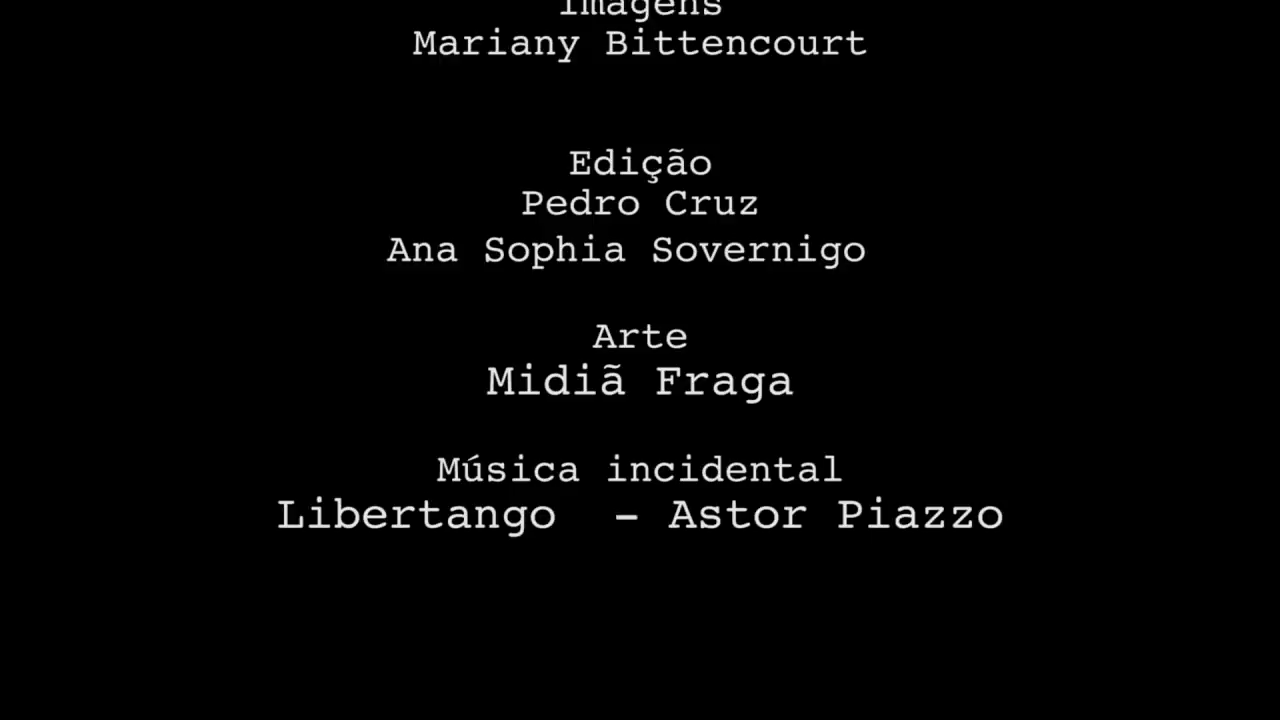 Imagens
Mariany Bittencourt
Edição
Pedro Cruz
Ana Sophia Sovernigo
Arte
Midiã Fraga
Música incidental
Libertango - Astor Piazzo